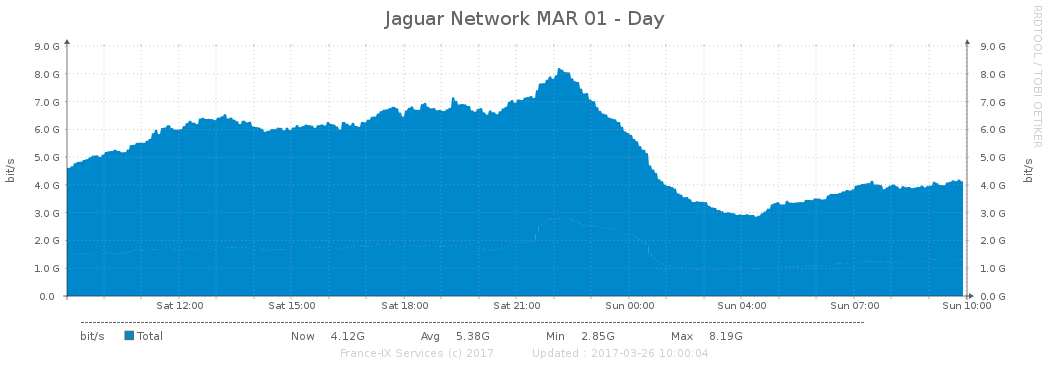 Jaguar Network MAR 01 - Day
RRDTOOL / TOBI OETIKER
bit/s
9.0 G
8.0 G
7.0 G
6.0 G
5.0 G
4.0 G
3.0 G
2.0 G
1.0 G
0.0
9.0 G
8.0 G
7.0 G
6.0 G
5.0 G
4.0 G
3.0 G
2.0 G
1.0 G
0.0 G
bit/s
Sat 12:00 Sat 15:00 Sat 18:00 Sat 21:00 Sun 00:00 Sun 04:00 Sun 07:00 Sun 10:00
bit/s Total Now 4.12G Avg 5.38G Min 2.85G Max 8.19G
France-IX Services (c) 2017 Updated : 2017-03-26 10:00:04